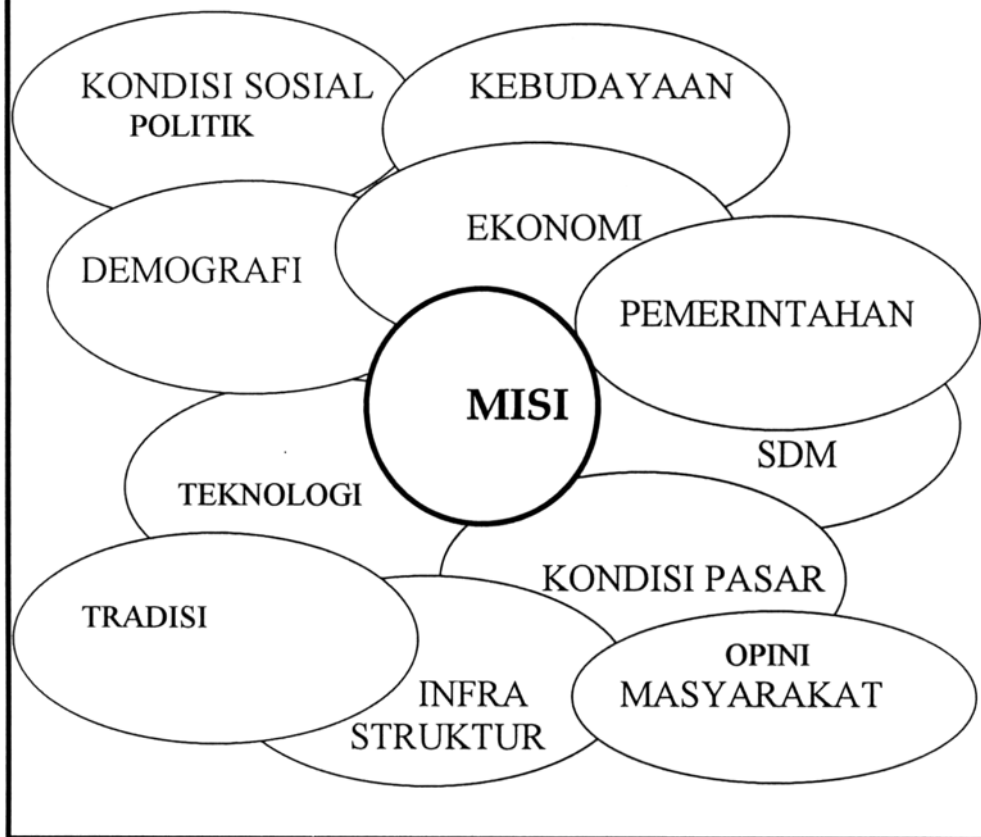 KONDISI SOSIAL
POLITIK
KEBUDAYAAN
EKONOMI
DEMOGRAFI
PEMERINTAHAN
MISI
SDM
TEKNOLOGI
KONDISI PASAR
TRADISI
OPINI
MASYARAKAT
INFRA
STRUKTUR